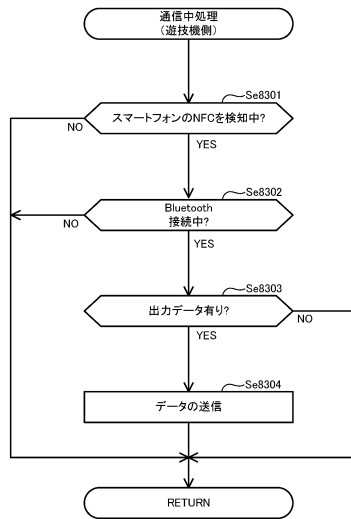 通信中処理
(遊技機側)
Se8301
スマートフォンのNFCを検知中?
NO
YES
Se8302
Bluetooth
接続中?
NO
YES
Se8303
出力データ有り?
NO
YES
Se8304
データの送信
RETURN